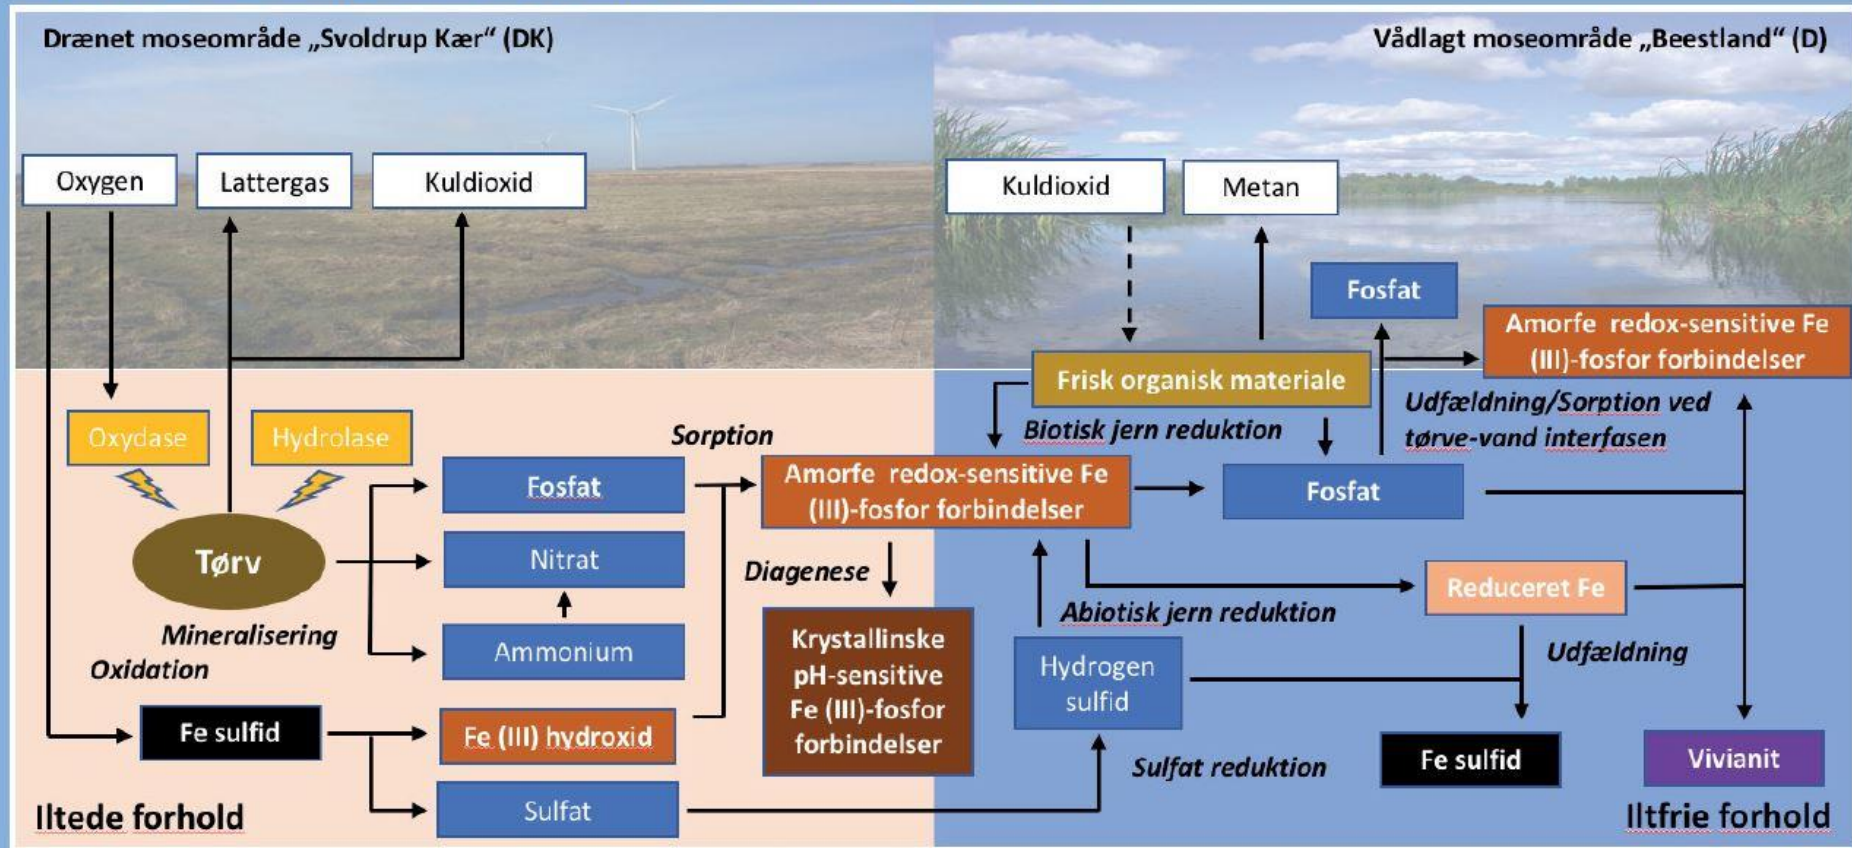 Drænet moseområde „Svoldrup Kær“ (DK)
Vådlagt moseområde „Beestland“ (D)
Oxygen
Lattergas
Kuldioxid
Kuldioxid
Metan
Fosfat
Amorfe redox-sensitive Fe
(III)-fosfor forbindelser
Frisk organisk materiale
Oxydase
Hydrolase
Sorption
Biotisk jern reduktion
Udfældning/Sorption ved
tørve-vand interfasen
Fosfat
Amorfe redox-sensitive Fe
(III)-fosfor forbindelser
Fosfat
Tørv
Nitrat
Diagenese
Reduceret Fe
Mineralisering
Oxidation
Ammonium
Krystallinske
pH-sensitive
Fe (III)-fosfor
forbindelser
Abiotisk jern reduktion
Hydrogen
sulfid
Udfældning
Fe sulfid
Fe (III) hydroxid
Sulfat reduktion
Fe sulfid
Vivianit
Iltede forhold
Sulfat
Iltfrie forhold